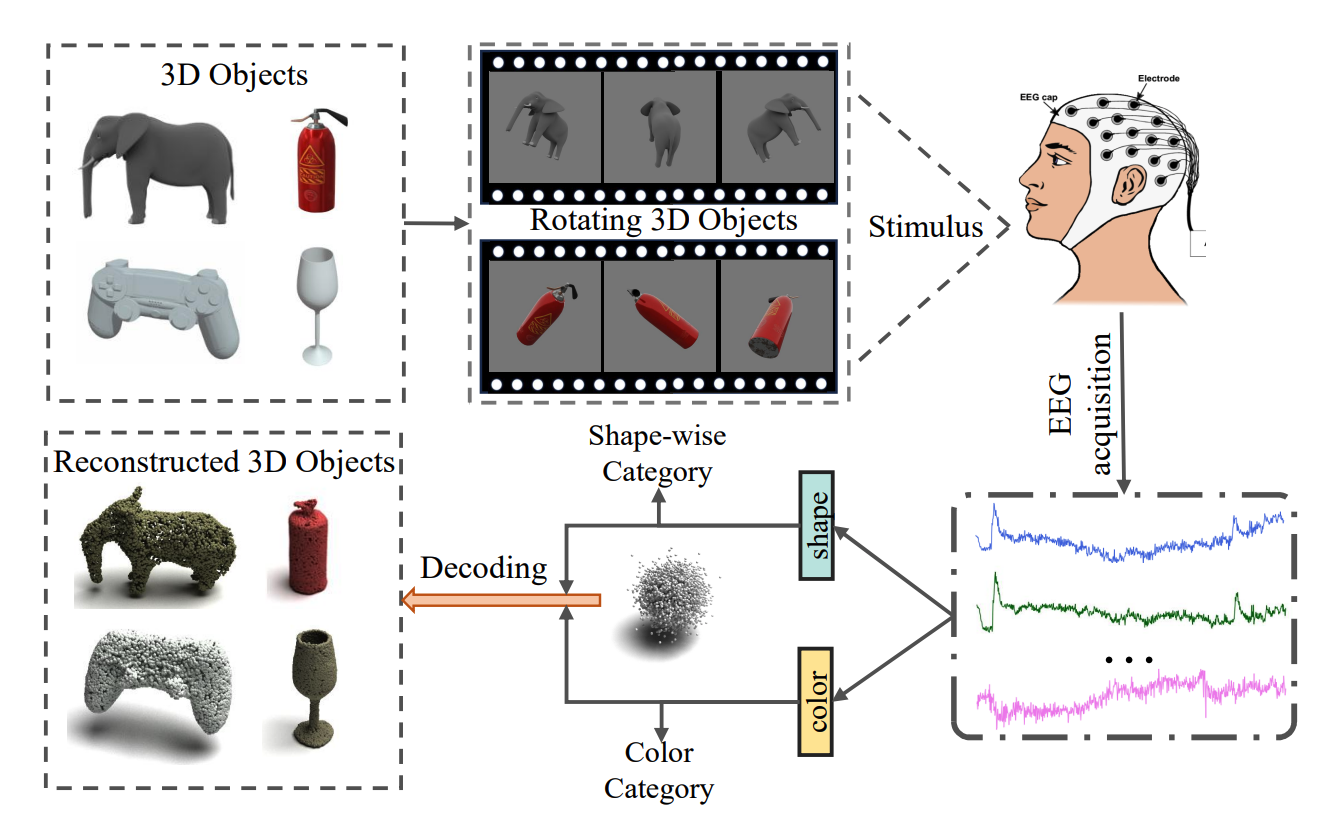 3D Objects
Rotating 3D Objects
Stimulus
Electrode
EEG cap
EEG
acquisition
Shape-wise
Category
shape
Decoding
color
Color
Category
Reconstructed 3D Objects